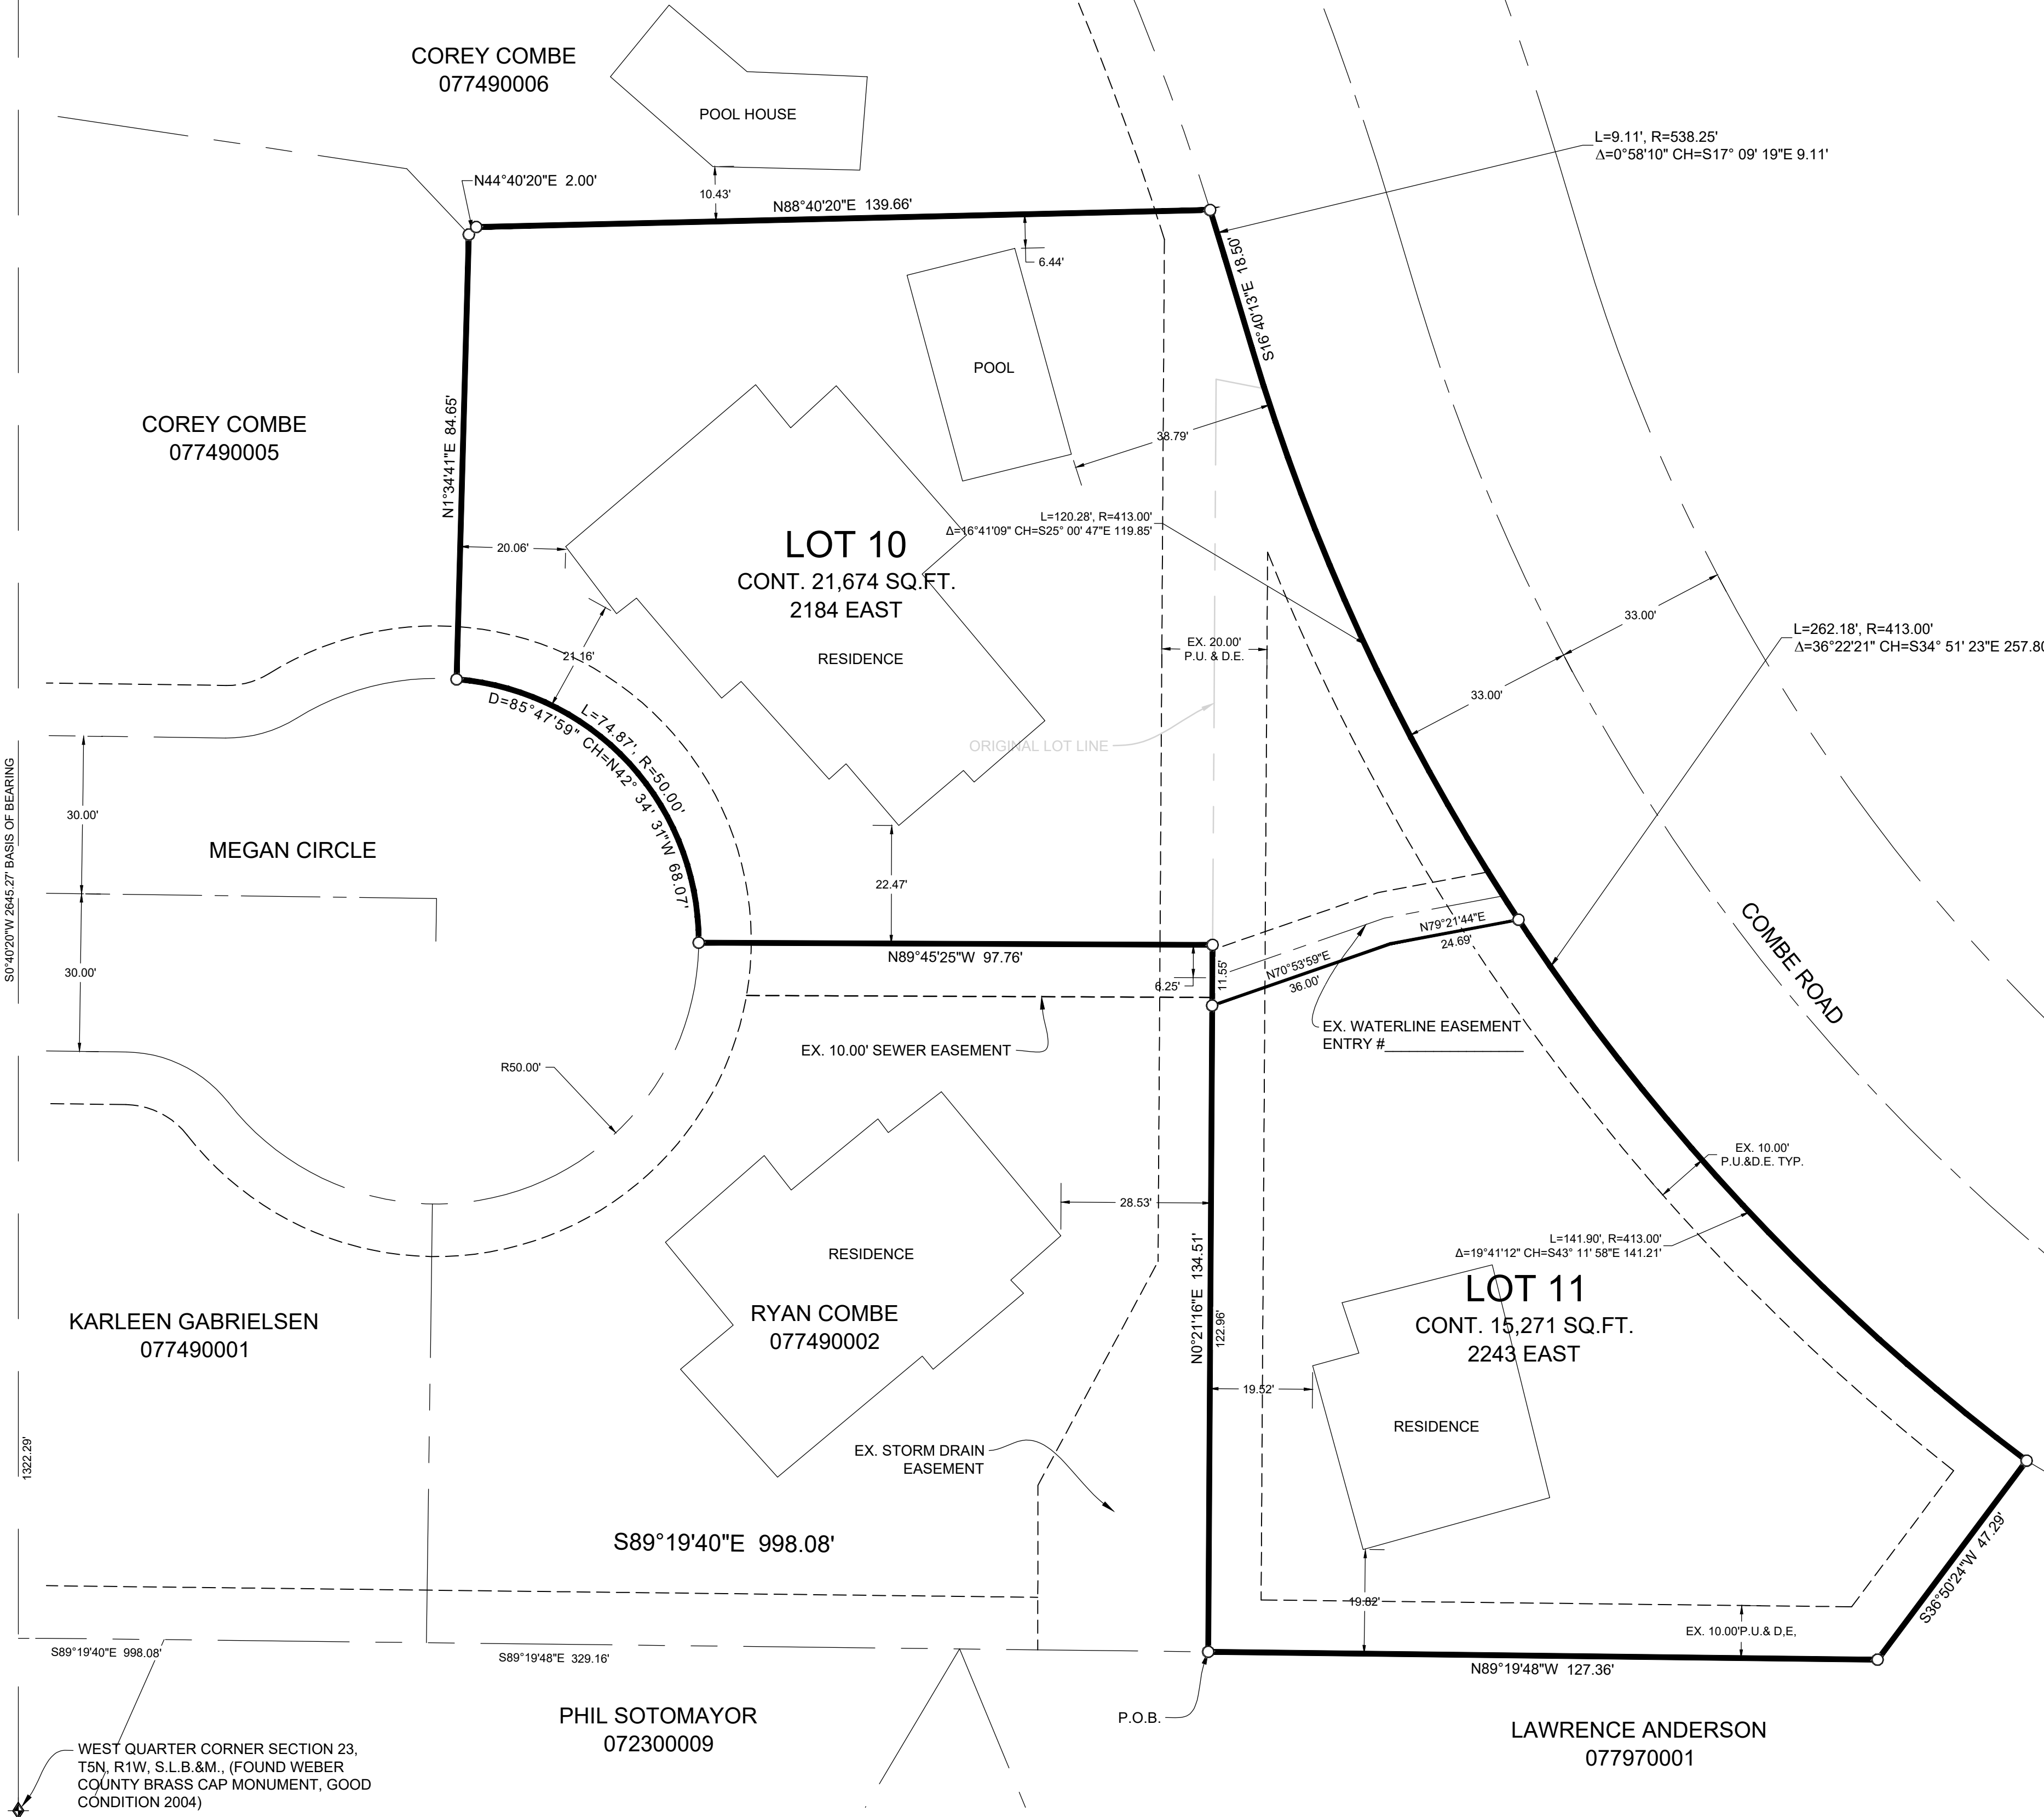 COREY COMBE
077490006
POOL HOUSE
L=9.11', R=538.25'
Δ=0°58'10" CH=S17° 09' 19"E 9.11'
N44°40'20"E 2.00'
10.43'
N88°40'20"E 139.66'
6.44'
S16°40'13"E 18.50'
POOL
COREY COMBE
077490005
N1°34'41"E 84.65'
38.79'
L=120.28', R=413.00'
Δ=16°41'09" CH=S25° 00' 47"E 119.85'
20.06'
LOT 10
CONT. 21,674 SQ.FT.
2184 EAST
RESIDENCE
33.00'
33.00'
L=262.18', R=413.00'
Δ=36°22'21" CH=S34° 51' 23"E 257.80
EX. 20.00'
P.U. & D.E.
21.16'
L=74.87', R=50.00'
D=85°47'59" CH=N42° 34' 31"W 68.07'
ORIGINAL LOT LINE
S0°40'20"W 2645.27' BASIS OF BEARING
30.00'
MEGAN CIRCLE
30.00'
22.47'
N89°45'25"W 97.76'
6.25'
11.55'
N70°53'59"E
36.00'
N79°21'44"E
24.69'
COMBE ROAD
EX. WATERLINE EASEMENT
ENTRY #_________________
EX. 10.00' SEWER EASEMENT
R50.00'
EX. 10.00'
P.U.&D.E. TYP.
28.53'
RESIDENCE
RYAN COMBE
077490002
N0°21'16"E 134.51'
122.96'
L=141.90', R=413.00'
Δ=19°41'12" CH=S43° 11' 58"E 141.21'
LOT 11
CONT. 15,271 SQ.FT.
2243 EAST
19.52'
RESIDENCE
KARLEEN GABRIELSEN
077490001
1322.29'
EX. STORM DRAIN
EASEMENT
S89°19'40"E 998.08'
19.82'
S36°50'24"W 47.29'
EX. 10.00'P.U.& D,E,
S89°19'40"E 998.08'
S89°19'48"E 329.16'
N89°19'48"W 127.36'
P.O.B.
PHIL SOTOMAYOR
072300009
LAWRENCE ANDERSON
077970001
WEST QUARTER CORNER SECTION 23,
T5N, R1W, S.L.B.&M., (FOUND WEBER
COUNTY BRASS CAP MONUMENT, GOOD
CONDITION 2004)